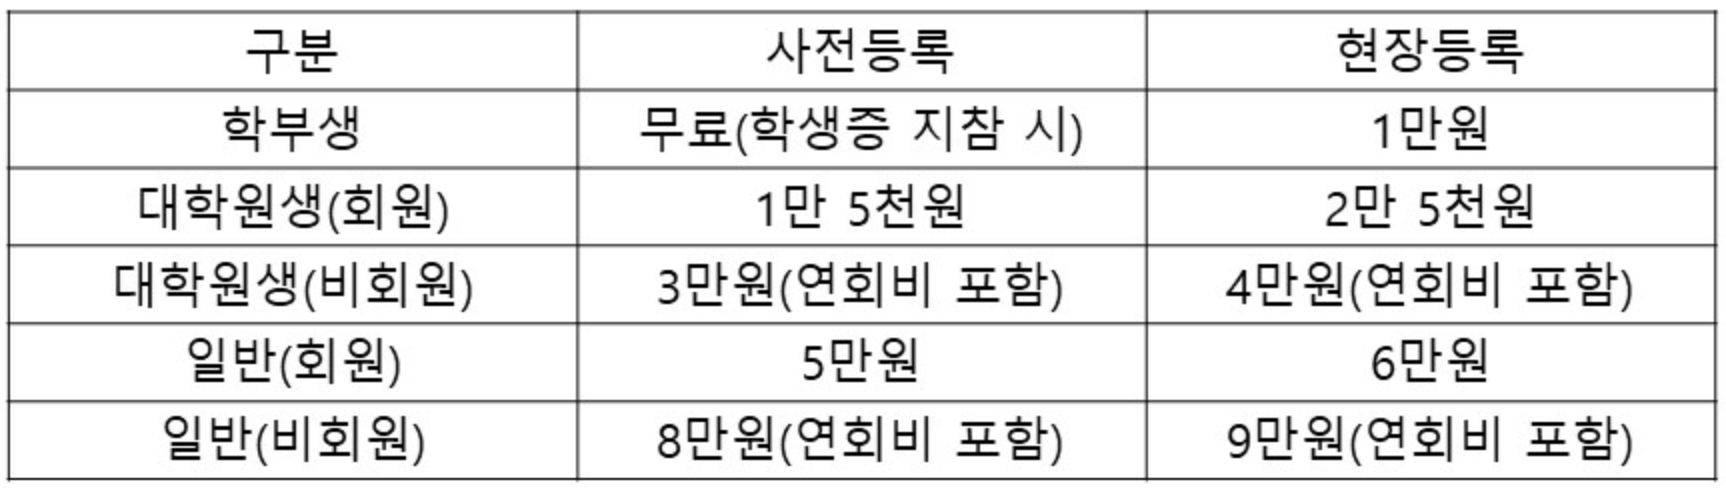 구분 사전등록 현장등록
학부생 무료(학생증 지참 시) 1만원
대학원생(회원) 1만 5천원 2만 5천원
대학원생(비회원) 3만원(연회비 포함) 4만원(연회비 포함)
일반(회원) 5만원 6만원
일반(비회원) 8만원(연회비 포함) 9만원(연회비 포함)